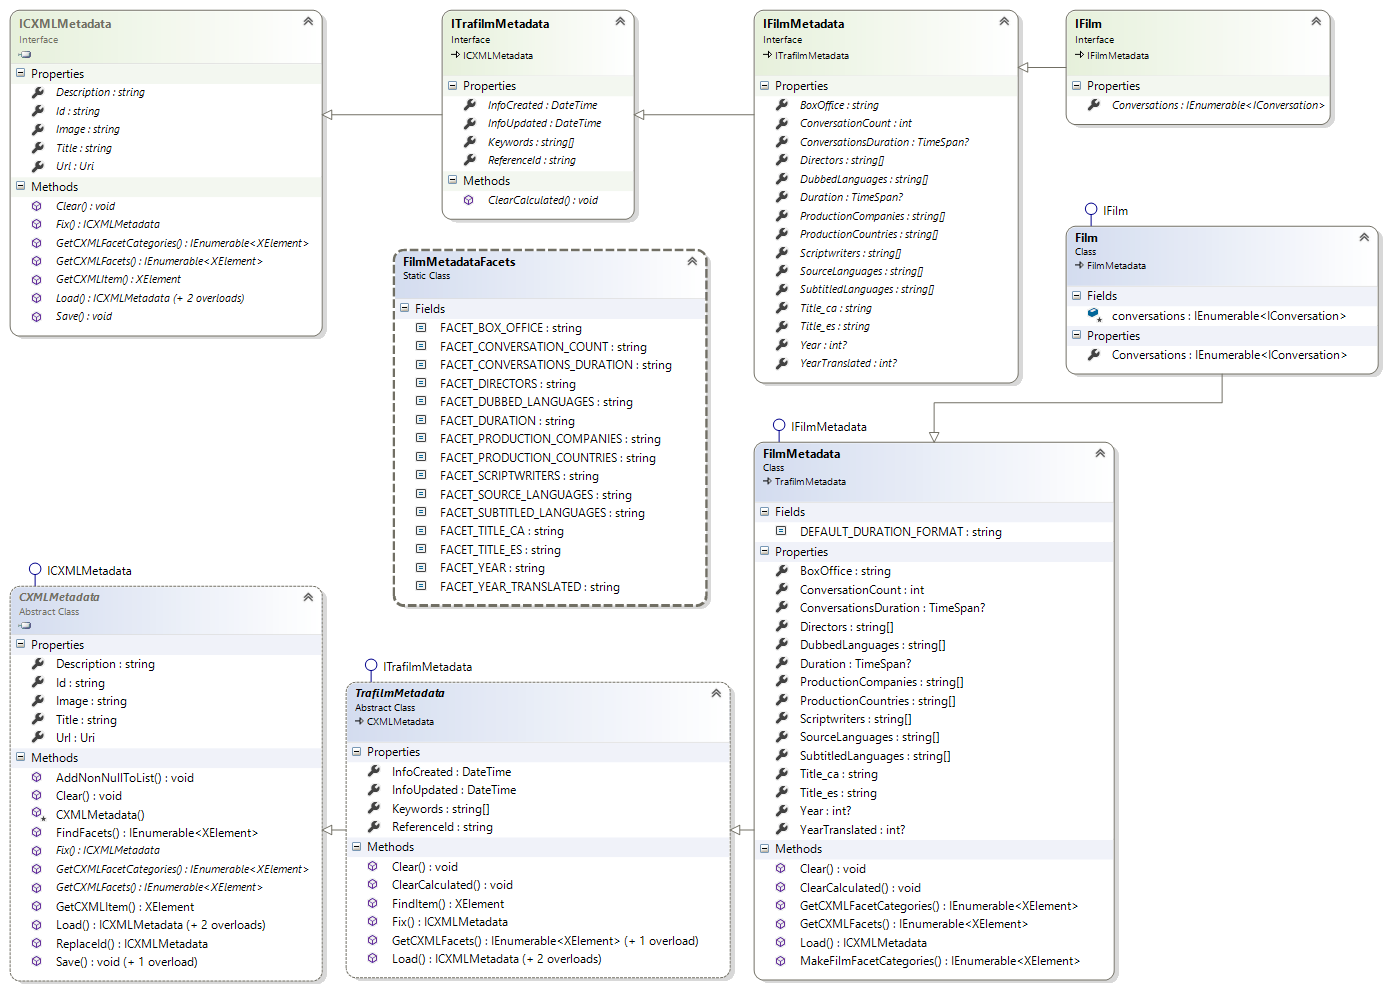 ICXMLMetadata
Interface
Properties
Description : string
Id : string
Image : string
Title : string
Url : Uri
Methods
Clear() : void
Fix() : ICXMLMetadata
GetCXMLFacetCategories() : IEnumerable<XElement>
GetCXMLFacets() : IEnumerable<XElement>
GetCXMLItem() : XElement
Load() : ICXMLMetadata (+ 2 overloads)
Save() : void
ITrafilmMetadata
Interface
ICXMLMetadata
Properties
InfoCreated : DateTime
InfoUpdated : DateTime
Keywords : string[]
ReferenceId : string
Methods
ClearCalculated() : void
IFilmMetadata
Interface
ITrafilmMetadata
Properties
BoxOffice : string
ConversationCount : int
ConversationsDuration : TimeSpan?
Directors : string[]
DubbedLanguages : string[]
Duration : TimeSpan?
ProductionCompanies : string[]
ProductionCountries : string[]
Scriptwriters : string[]
SourceLanguages : string[]
SubtitledLanguages : string[]
Title_ca : string
Title_es : string
Year : int?
YearTranslated : int?
IFilm
Interface
IFilmMetadata
Properties
Conversations : IEnumerable<IConversation>
IFilm
Film
Class
FilmMetadata
Fields
conversations : IEnumerable<IConversation>
Properties
Conversations : IEnumerable<IConversation>
FilmMetadataFacets
Static Class
Fields
FACET_BOX_OFFICE : string
FACET_CONVERSATION_COUNT : string
FACET_CONVERSATIONS_DURATION : string
FACET_DIRECTORS : string
FACET_DUBBED_LANGUAGES : string
FACET_DURATION : string
FACET_PRODUCTION_COMPANIES : string
FACET_PRODUCTION_COUNTRIES : string
FACET_SCRIPTWRITERS : string
FACET_SOURCE_LANGUAGES : string
FACET_SUBTITLED_LANGUAGES : string
FACET_TITLE_CA : string
FACET_TITLE_ES : string
FACET_YEAR : string
FACET_YEAR_TRANSLATED : string
ICXMLMetadata
CXMLMetadata
Abstract Class
Properties
Description : string
Id : string
Image : string
Title : string
Url : Uri
Methods
AddNonNullToList() : void
Clear() : void
CXMLMetadata()
FindFacets() : IEnumerable<XElement>
Fix() : ICXMLMetadata
GetCXMLFacetCategories() : IEnumerable<XElement>
GetCXMLFacets() : IEnumerable<XElement>
GetCXMLItem() : XElement
Load() : ICXMLMetadata (+ 2 overloads)
ReplaceId() : ICXMLMetadata
Save() : void (+ 1 overload)
ITrafilmMetadata
TrafilmMetadata
Abstract Class
CXMLMetadata
Properties
InfoCreated : DateTime
InfoUpdated : DateTime
Keywords : string[]
ReferenceId : string
Methods
Clear() : void
ClearCalculated() : void
FindItem() : XElement
Fix() : ICXMLMetadata
GetCXMLFacets() : IEnumerable<XElement> (+ 1 overload)
Load() : ICXMLMetadata (+ 2 overloads)
IFilmMetadata
FilmMetadata
Class
TrafilmMetadata
Fields
DEFAULT_DURATION_FORMAT : string
Properties
BoxOffice : string
ConversationCount : int
ConversationsDuration : TimeSpan?
Directors : string[]
DubbedLanguages : string[]
Duration : TimeSpan?
ProductionCompanies : string[]
ProductionCountries : string[]
Scriptwriters : string[]
SourceLanguages : string[]
SubtitledLanguages : string[]
Title_ca : string
Title_es : string
Year : int?
YearTranslated : int?
Methods
Clear() : void
ClearCalculated() : void
GetCXMLFacetCategories() : IEnumerable<XElement>
GetCXMLFacets() : IEnumerable<XElement>
Load() : ICXMLMetadata
MakeFilmFacetCategories() : IEnumerable<XElement>